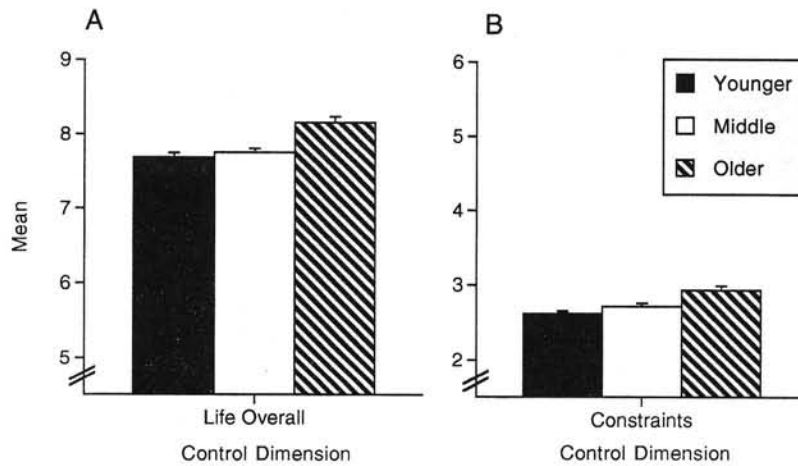 A
9
8
7
6
5
Mean
Life Overall
Control Dimension
B
6
5
4
3
2
Constraints
Control Dimension
Younger
Middle
Older